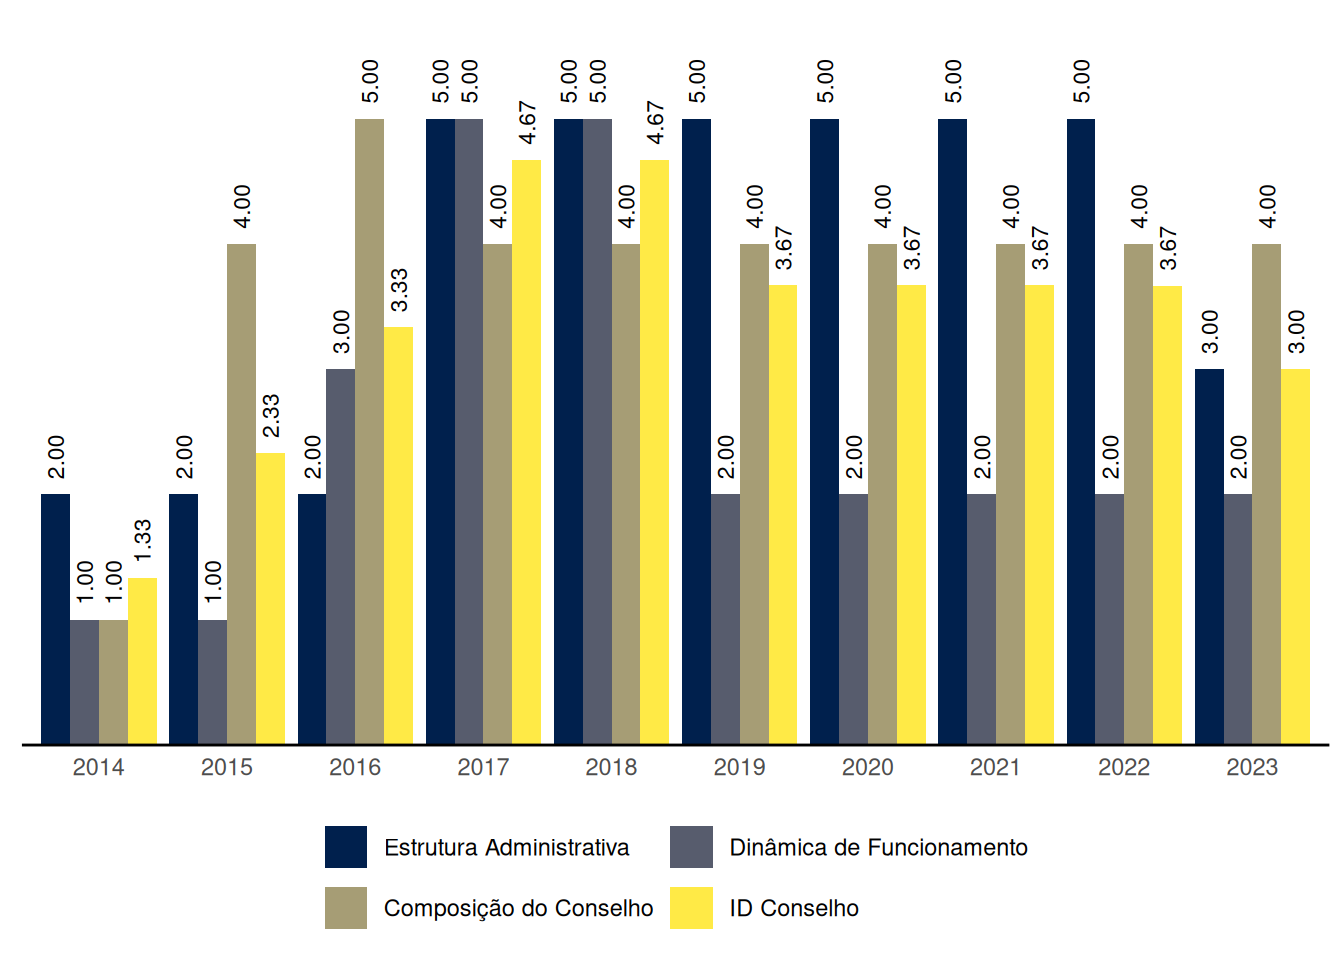 2.00 1.00 1.00 1.33 2.00 1.00 4.00 2.33 2.00 3.00 5.00 3.33 5.00 5.00 4.00 4.67 5.00 5.00 4.00 4.67 5.00 2.00 4.00 3.67 5.00 2.00 4.00 3.67 5.00 2.00 4.00 3.67 5.00 2.00 4.00 3.67 3.00 2.00 4.00 3.00
2014 2015 2016 2017 2018 2019 2020 2021 2022 2023
Estrutura Administrativa Dinâmica de Funcionamento
Composição do Conselho ID Conselho